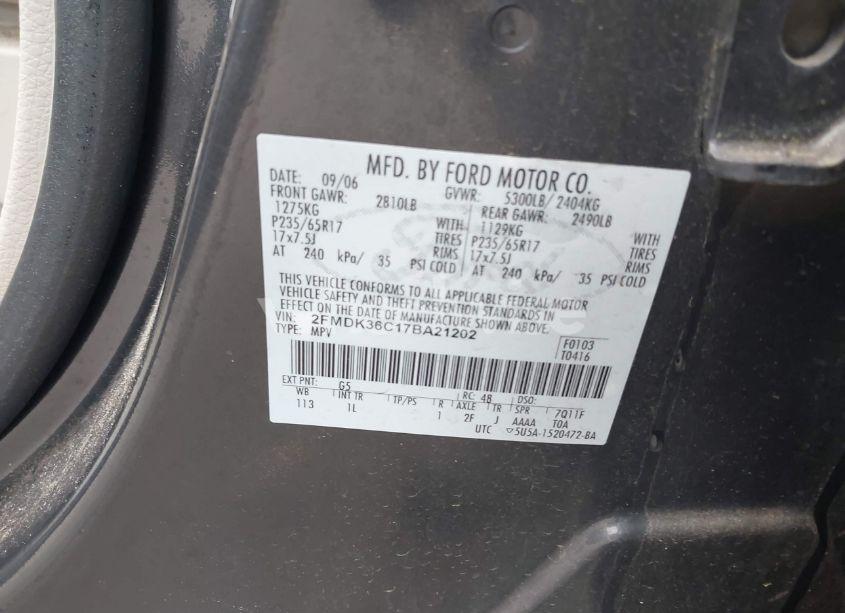 MFD. BY FORD MOTOR CO.
DATE: 09/06 GVWR: 5300LB/ 2404KG
FRONT GAWR: 2810LB REAR GAWR: 2490LB
1275KG WITH 1129KG WITH
P235/65R17 TIRES P235/65R17 TIRES
17x7.5J RIMS 17x7.5J RIMS
AT 240 kPa/ 35 PSI COLD AT 240 kPa/ 35 PSI COLD
THIS VEHICLE CONFORMS TO ALL APPLICABLE FEDERAL MOTOR
VEHICLE SAFETY AND THEFT PREVENTION STANDARDS IN
EFFECT ON THE DATE OF MANUFACTURE SHOWN ABOVE.
VIN: 2FMDK36C17BA21202
TYPE: MPV
F0103
T0416
EXT PNT: G5 RC: 48 DSO:
WB INT TR TP/PS R AXLE TR SPR 7Q11F
113 1L 1 2F J AAAA T0A
UTC ▽5U5A-1520472-BA